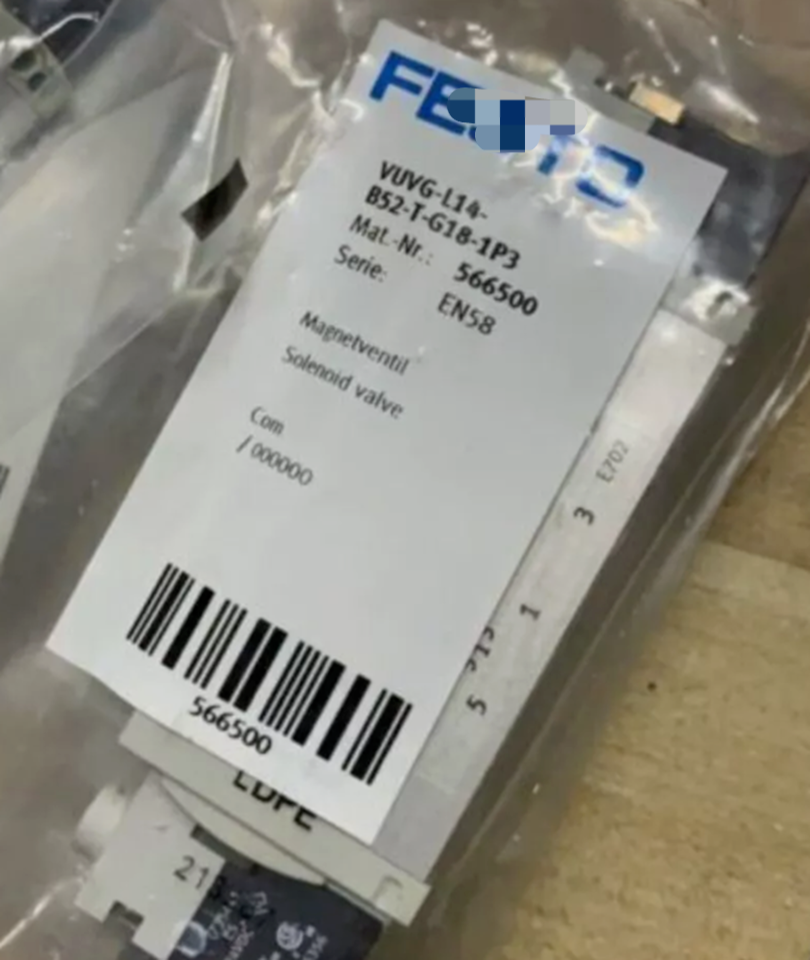 FESTO
VUVG-L14-
B52-T-G18-1P3
Mat.-Nr.: 566500
Serie: EN58
Magnetventil
Solenoid valve
Com
/ 000000
566500
LDPE
E702
3
1
5